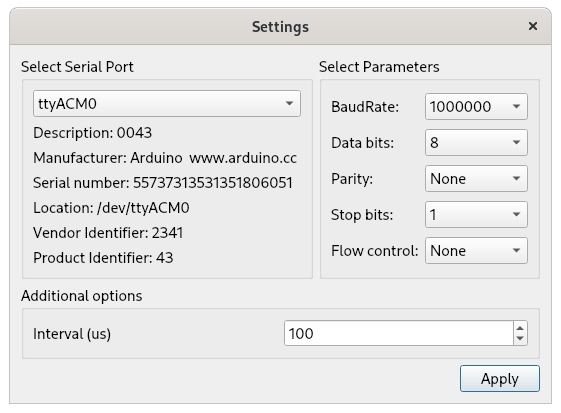 Settings
Select Serial Port
ttyACM0
Description: 0043
Manufacturer: Arduino www.arduino.cc
Serial number: 55737313531351806051
Location: /dev/ttyACM0
Vendor Identifier: 2341
Product Identifier: 43
Select Parameters
BaudRate: 1000000
Data bits: 8
Parity: None
Stop bits: 1
Flow control: None
Additional options
Interval (us) 100
Apply